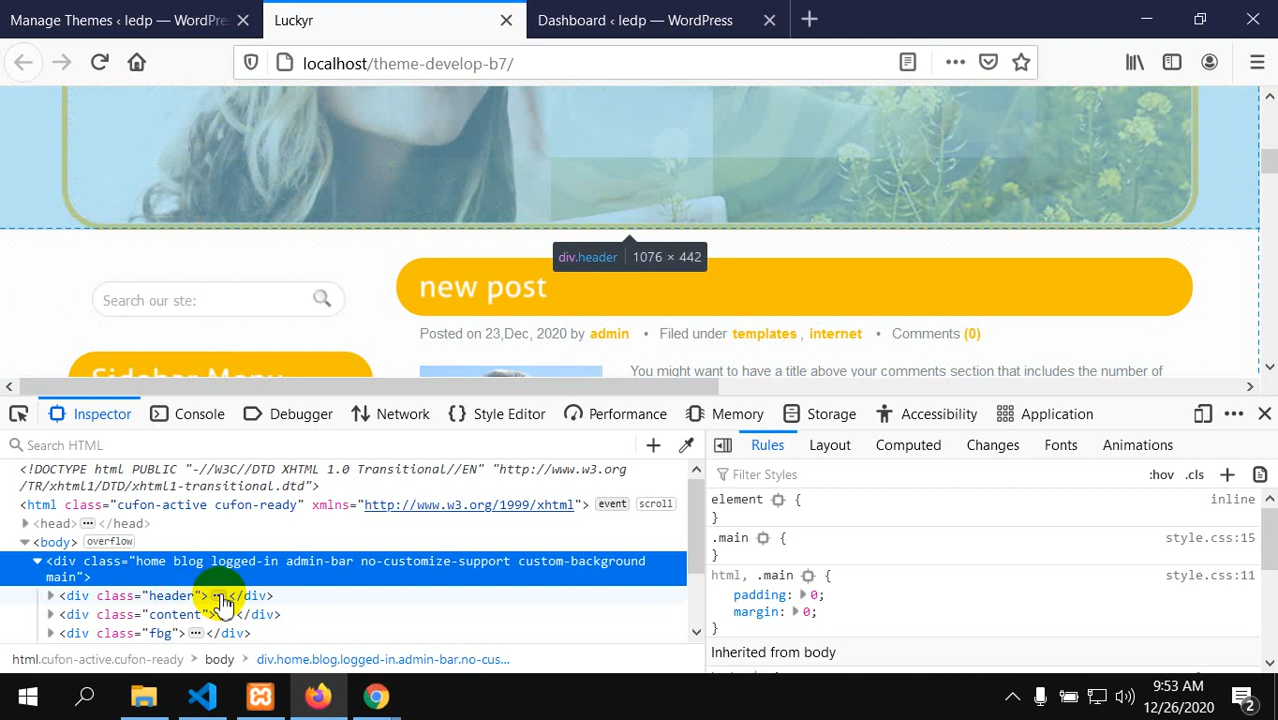 Manage Themes ‹ ledp — WordPres
Luckyr
Dashboard ‹ ledp — WordPress
localhost/theme-develop-b7/
div.header 1076 × 442
new post
Search our ste:
Posted on 23,Dec, 2020 by admin • Filed under templates , internet • Comments (0)
Sidebar Menu
You might want to have a title above your comments section that includes the number of
Inspector Console Debugger Network Style Editor Performance Memory Storage Accessibility Application
Search HTML
Rules Layout Computed Changes Fonts Animations
<!DOCTYPE html PUBLIC "-//W3C//DTD XHTML 1.0 Transitional//EN" "http://www.w3.org
/TR/xhtml1/DTD/xhtml1-transitional.dtd">
<html class="cufon-active cufon-ready" xmlns="http://www.w3.org/1999/xhtml"> event scroll
<head> ••• </head>
<body> overflow
<div class="home blog logged-in admin-bar no-customize-support custom-background
main">
<div class="header"> </div>
<div class="content"> </div>
<div class="fbg"> ••• </div>
html.cufon-active.cufon-ready body div.home.blog.logged-in.admin-bar.no-cus...
Filter Styles :hov .cls
element { inline
}
.main { style.css:15
}
html, .main { style.css:11
padding: 0;
margin: 0;
}
Inherited from body
9:53 AM
12/26/2020
2